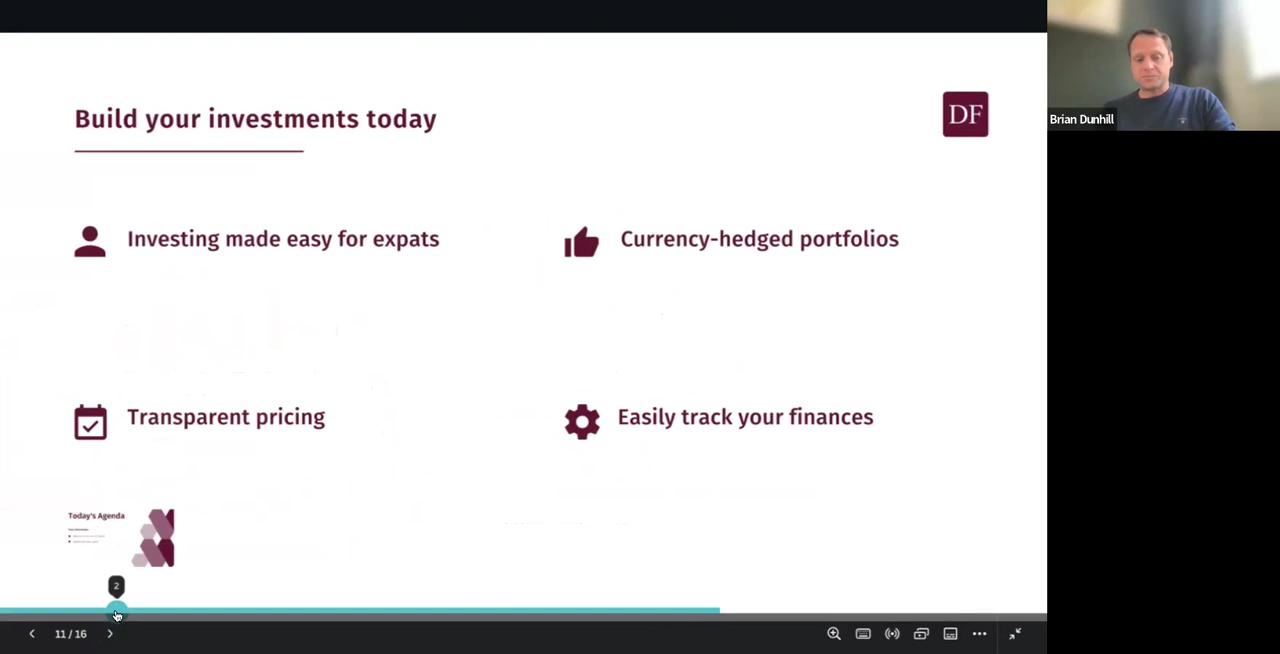 Build your investments today
DF
Investing made easy for expats
Currency-hedged portfolios
Transparent pricing
Easily track your finances
Today's Agenda
2
11 / 16
Brian Dunhill